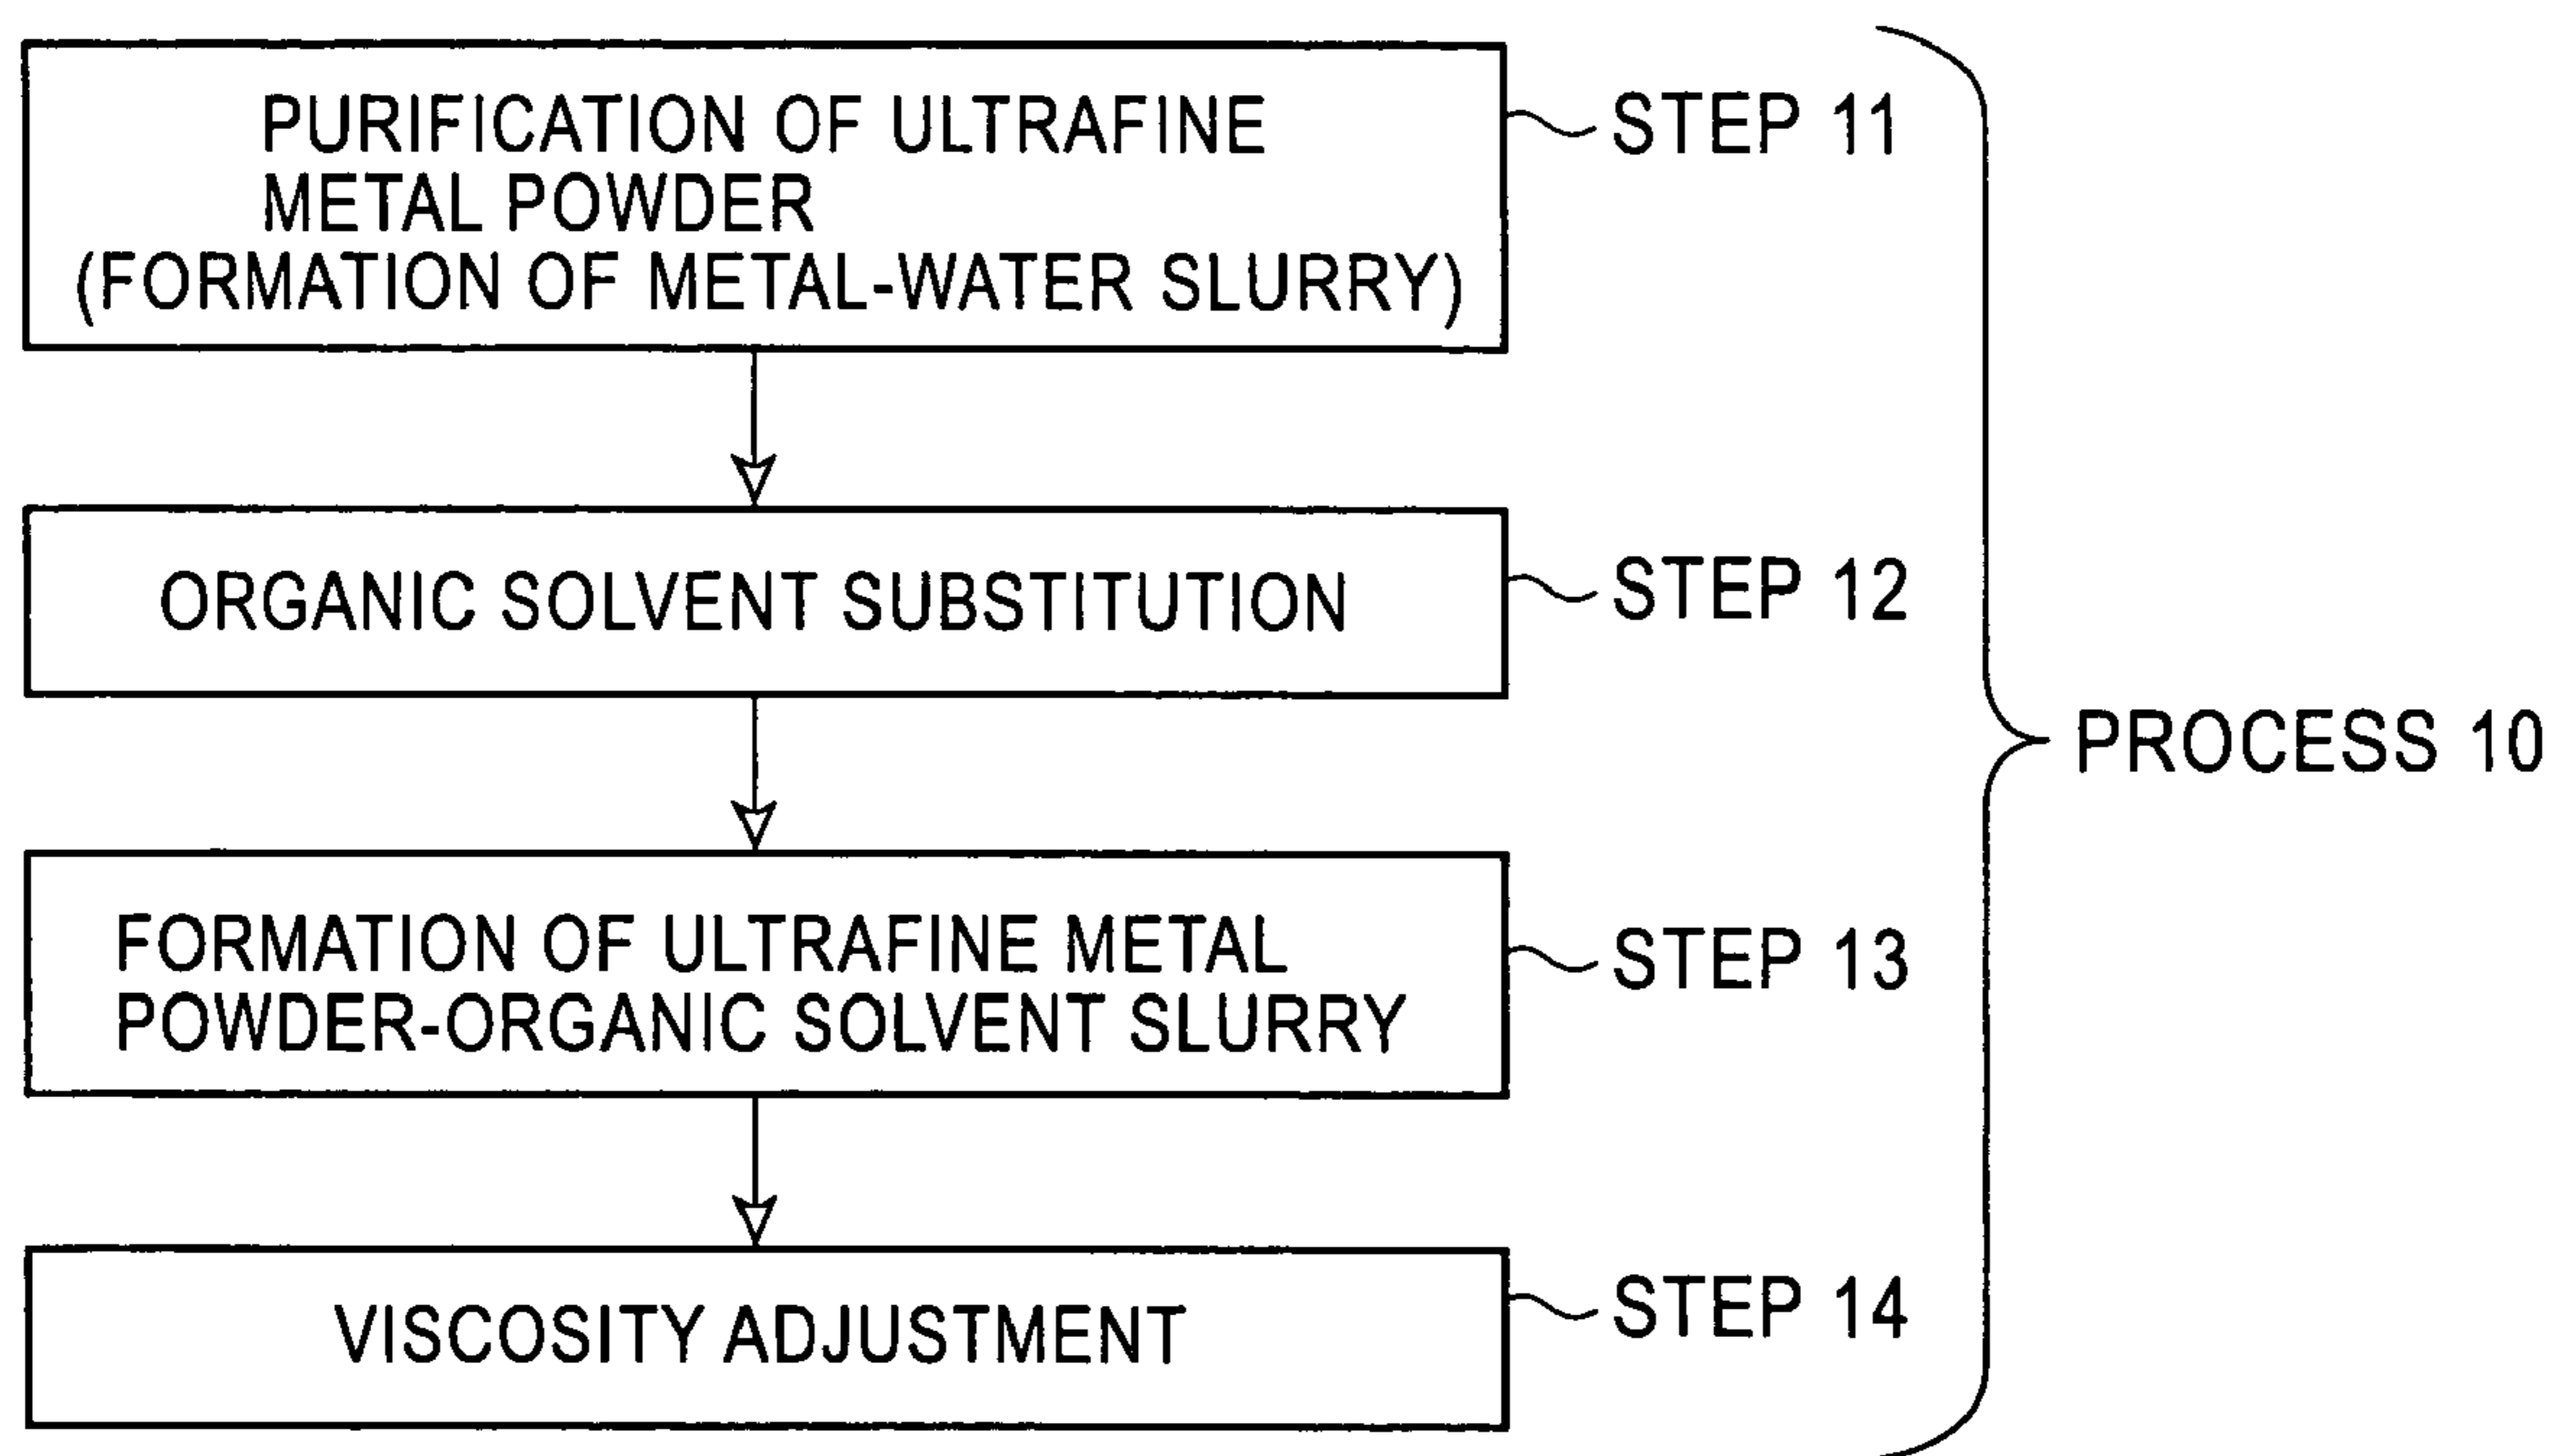 PURIFICATION OF ULTRAFINE
METAL POWDER
(FORMATION OF METAL-WATER SLURRY)
STEP 11
ORGANIC SOLVENT SUBSTITUTION
STEP 12
PROCESS 10
FORMATION OF ULTRAFINE METAL
POWDER-ORGANIC SOLVENT SLURRY
STEP 13
VISCOSITY ADJUSTMENT
STEP 14